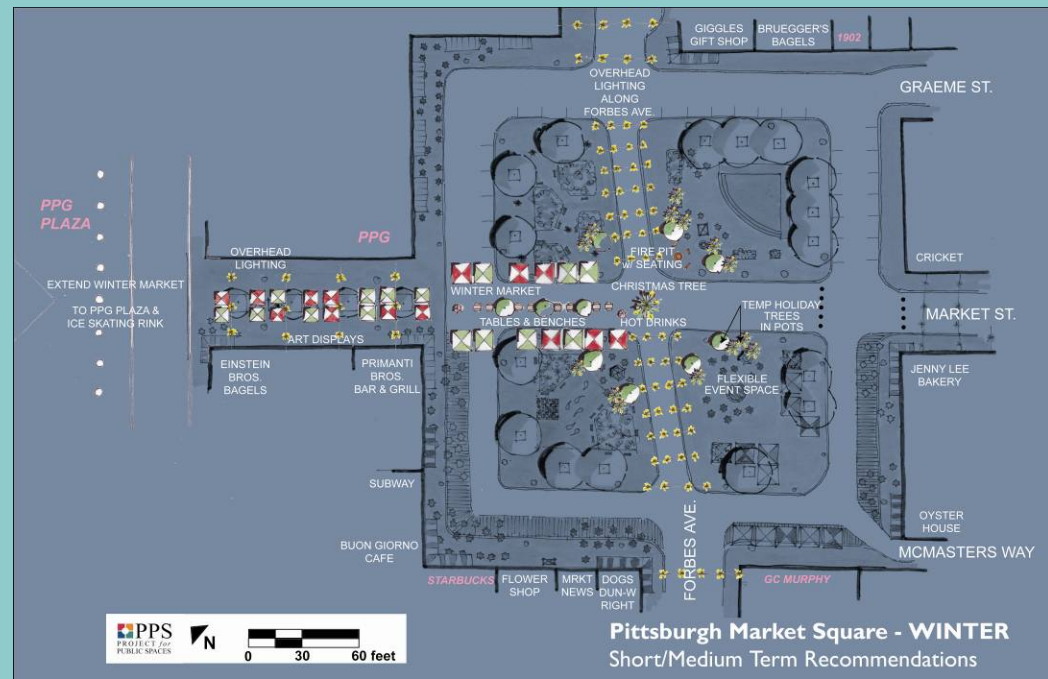 GIGGLES
GIFT SHOP
BRUEGGER'S
BAGELS
1902
GRAEME ST.
OVERHEAD
LIGHTING
ALONG
FORBES AVE.
PPG
PLAZA
PPG
OVERHEAD
LIGHTING
EXTEND WINTER MARKET
TO PPG PLAZA &
ICE SKATING RINK
ART DISPLAYS
EINSTEIN
BROS.
BAGELS
PRIMANTI
BROS.
BAR & GRILL
WINTER MARKET
TABLES & BENCHES
FIRE PIT
w/ SEATING
CHRISTMAS TREE
HOT DRINKS
TEMP HOLIDAY
TREES
IN POTS
FLEXIBLE
EVENT SPACE
CRICKET
MARKET ST.
JENNY LEE
BAKERY
SUBWAY
BUON GIORNO
CAFE
STARBUCKS
FLOWER
SHOP
MRKT
NEWS
DOGS
DUN-W
RIGHT
FORBES AVE.
GC MURPHY
OYSTER
HOUSE
MCMASTERS WAY
PPS
PROJECT for
PUBLIC SPACES
N
0 30 60 feet
Pittsburgh Market Square - WINTER
Short/Medium Term Recommendations